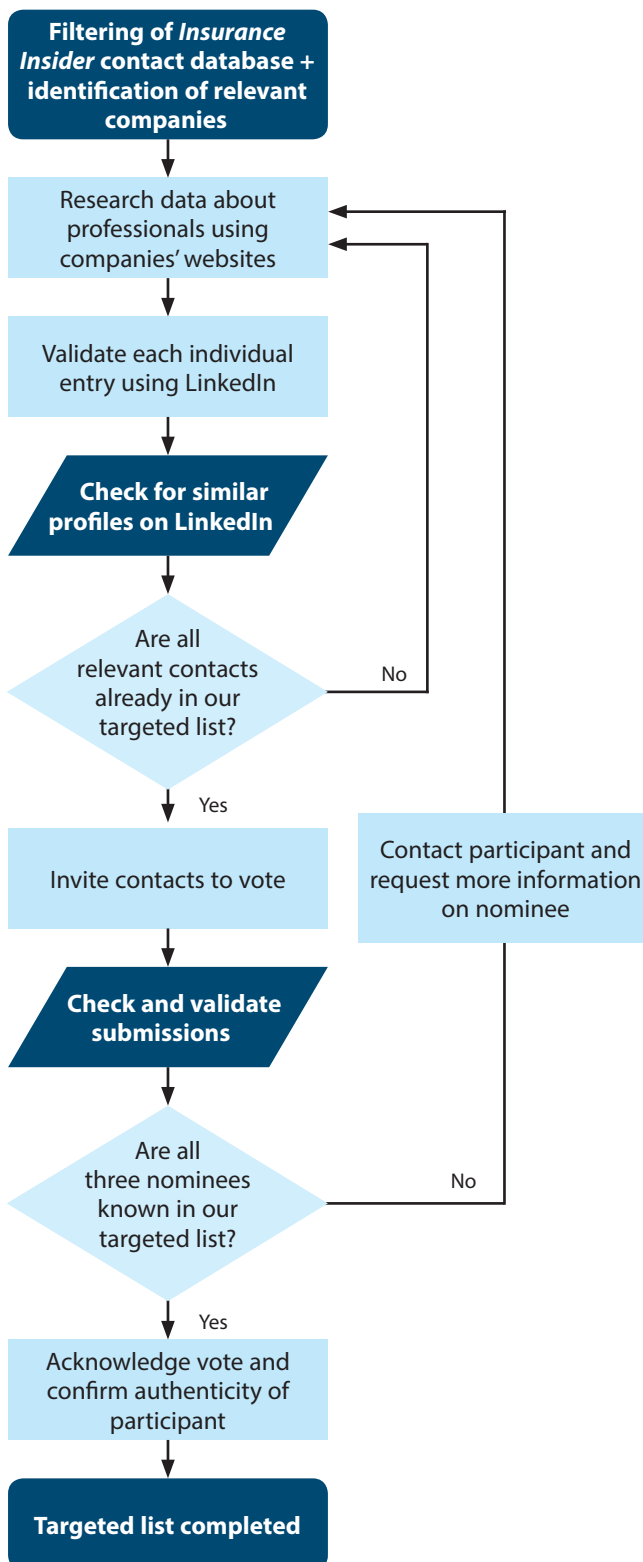 Filtering of Insurance
Insider contact database +
identification of relevant
companies
Research data about
professionals using
companies' websites
Validate each individual
entry using LinkedIn
Check for similar
profiles on LinkedIn
Are all
relevant contacts
already in our
targeted list?
No
Yes
Invite contacts to vote
Contact participant and
request more information
on nominee
Check and validate
submissions
Are all
three nominees
known in our
targeted list?
No
Yes
Acknowledge vote and
confirm authenticity of
participant
Targeted list completed